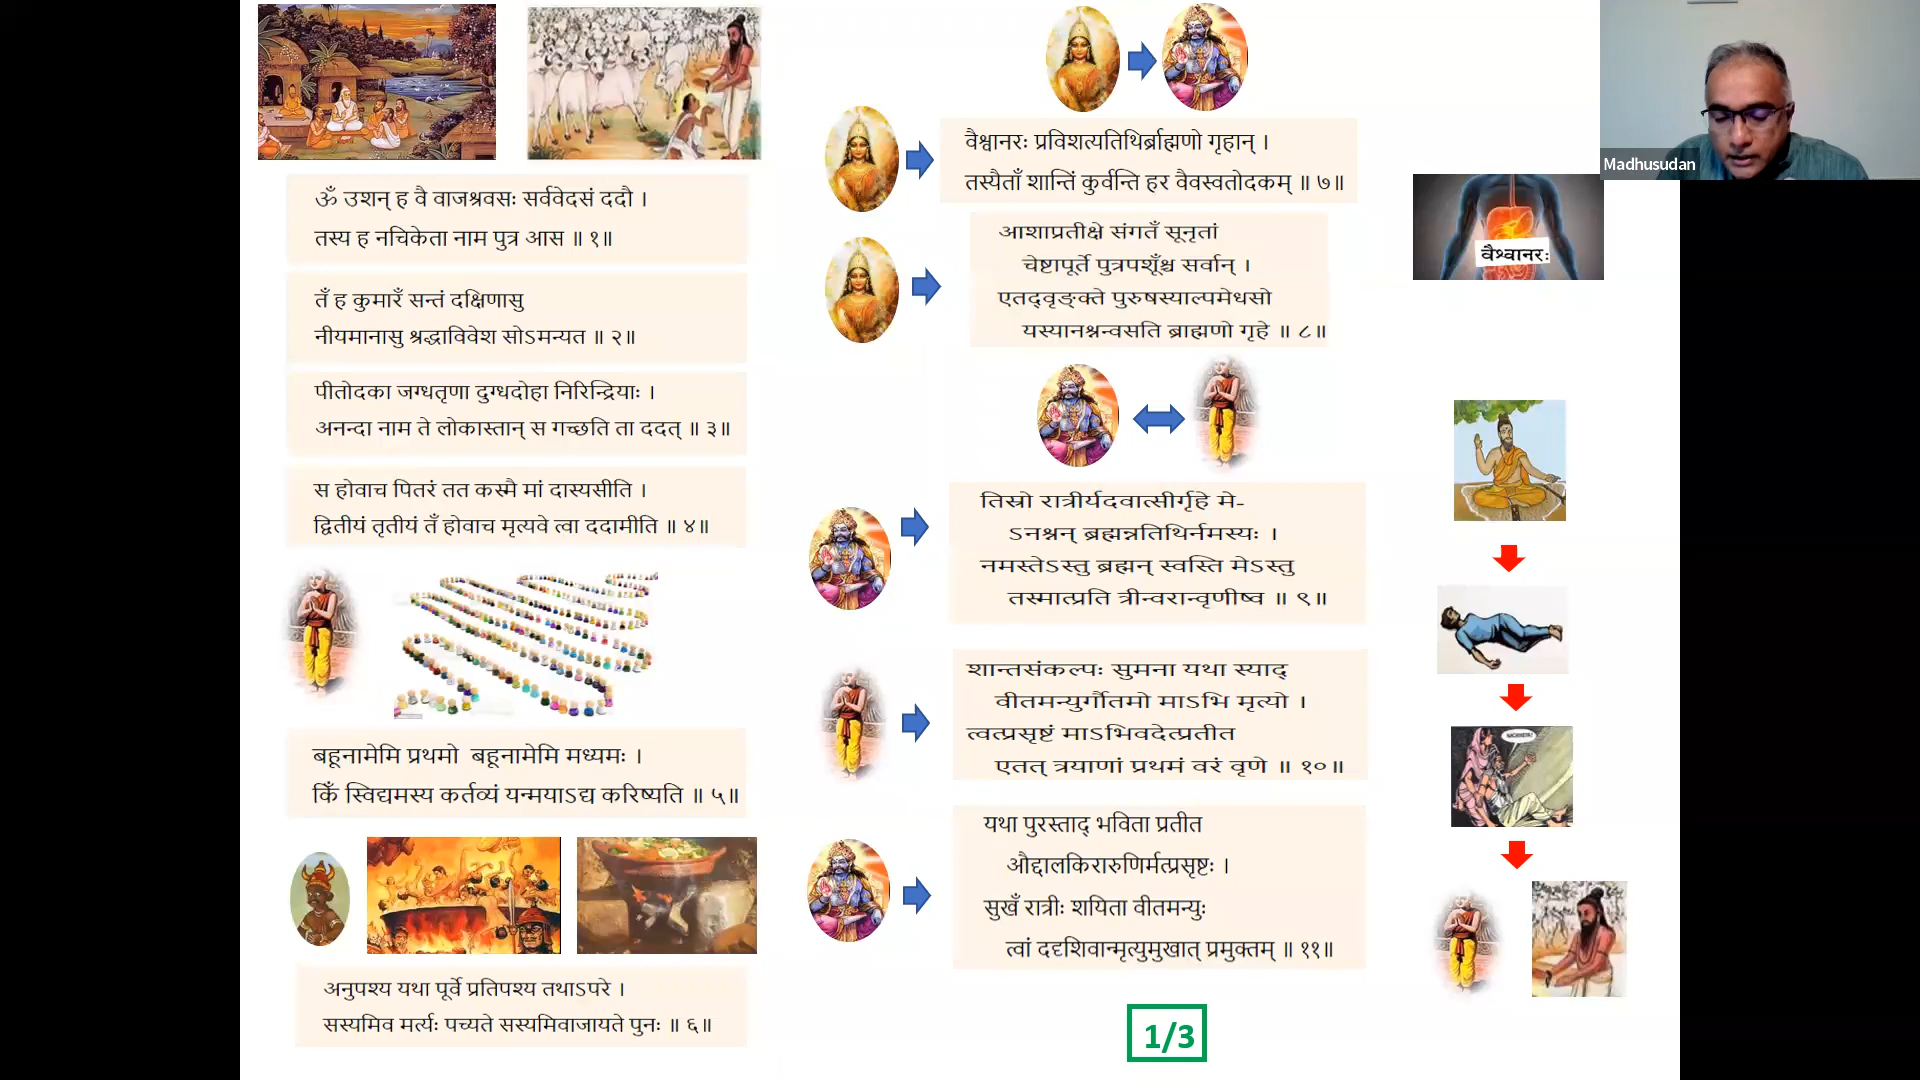 ॐ उशन् ह वै वाजश्रवसः सर्ववेदसं ददौ ।
तस्य ह नचिकेता नाम पुत्र आस ॥ १॥
तँ ह कुमारँ सन्तं दक्षिणासु
नीयमानासु श्रद्धाविवेश सोऽमन्यत ॥ २॥
पीतोदका जग्धतृणा दुग्धदोहा निरिन्द्रियाः ।
अनन्दा नाम ते लोकास्तान् स गच्छति ता ददत् ॥ ३॥
स होवाच पितरं तत कस्मै मां दास्यसीति ।
द्वितीयं तृतीयं तँ होवाच मृत्यवे त्वा ददामीति ॥ ४॥
बहूनामेमि प्रथमो बहूनामेमि मध्यमः ।
किँ स्विद्यमस्य कर्तव्यं यन्मयाऽद्य करिष्यति ॥ ५॥
अनुपश्य यथा पूर्वे प्रतिपश्य तथाऽपरे ।
सस्यमिव मर्त्यः पच्यते सस्यमिवाजायते पुनः ॥ ६॥
वैश्वानरः प्रविशत्यतिथिर्ब्राह्मणो गृहान् ।
तस्यैताँ शान्तिं कुर्वन्ति हर वैवस्वतोदकम् ॥ ७॥
आशाप्रतीक्षे संगतँ सूनृतां
चेष्टापूर्ते पुत्रपशूँश्च सर्वान् ।
एतद्वृङ्क्ते पुरुषस्याल्पमेधसो
यस्यानश्नन्वसति ब्राह्मणो गृहे ॥ ८॥
तिस्रो रात्रीर्यदवात्सीर्गृहे मे-
ऽनश्नन् ब्रह्मन्नतिथिर्नमस्यः ।
नमस्तेऽस्तु ब्रह्मन् स्वस्ति मेऽस्तु
तस्मात्प्रति त्रीन्वरान्वृणीष्व ॥ ९॥
शान्तसंकल्पः सुमना यथा स्याद्
वीतमन्युर्गौतमो माऽभि मृत्यो ।
त्वत्प्रसृष्टं माऽभिवदेत्प्रतीत
एतत् त्रयाणां प्रथमं वरं वृणे ॥ १०॥
यथा पुरस्ताद् भविता प्रतीत
औद्दालकिरारुणिर्मत्प्रसृष्टः ।
सुखँ रात्रीः शयिता वीतमन्युः
त्वां ददृशिवान्मृत्युमुखात् प्रमुक्तम् ॥ ११॥
1/3
Madhusudan
वैश्वानरः
NACHIKETA!